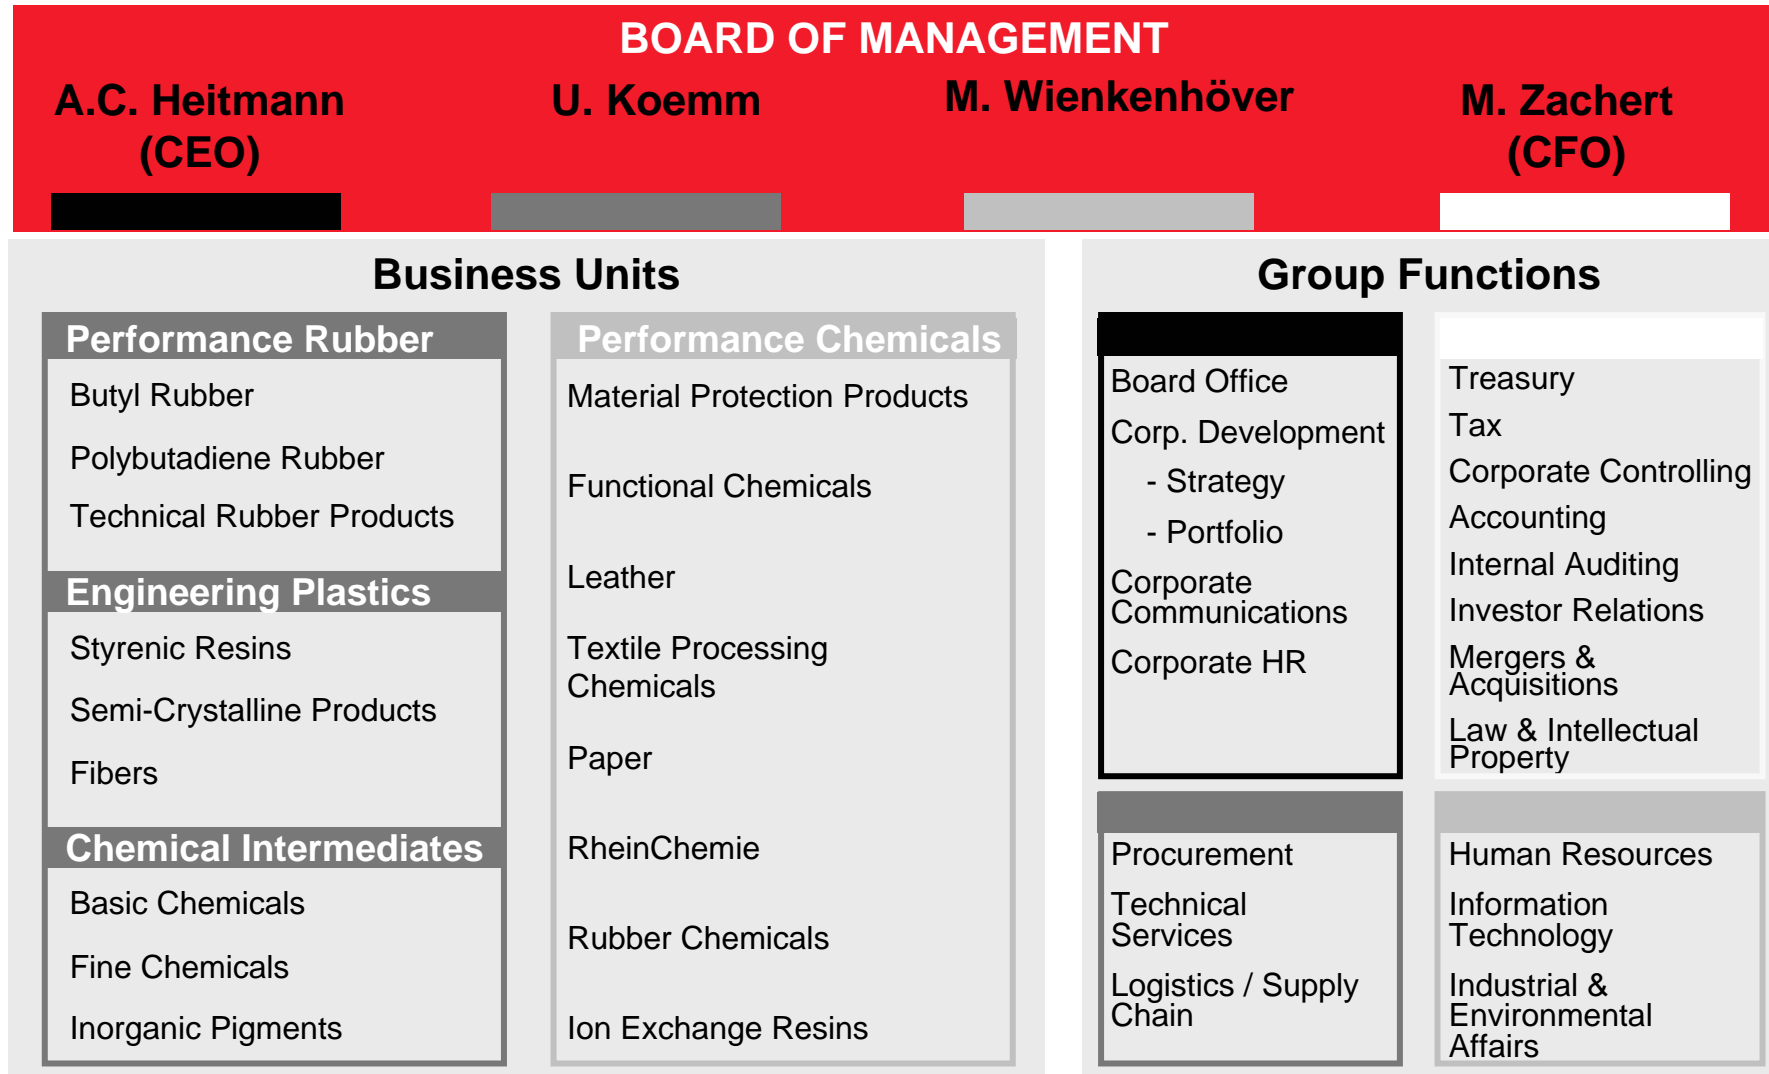 BOARD OF MANAGEMENT
A.C. Heitmann
(CEO)
U. Koemm
M. Wienkenhöver
M. Zachert
(CFO)
Business Units
Performance Rubber
Butyl Rubber
Polybutadiene Rubber
Technical Rubber Products
Engineering Plastics
Styrenic Resins
Semi-Crystalline Products
Fibers
Chemical Intermediates
Basic Chemicals
Fine Chemicals
Inorganic Pigments
Performance Chemicals
Material Protection Products
Functional Chemicals
Leather
Textile Processing
Chemicals
Paper
RheinChemie
Rubber Chemicals
Ion Exchange Resins
Group Functions
Board Office
Corp. Development
- Strategy
- Portfolio
Corporate
Communications
Corporate HR
Treasury
Tax
Corporate Controlling
Accounting
Internal Auditing
Investor Relations
Mergers &
Acquisitions
Law & Intellectual
Property
Procurement
Technical
Services
Logistics / Supply
Chain
Human Resources
Information
Technology
Industrial &
Environmental
Affairs